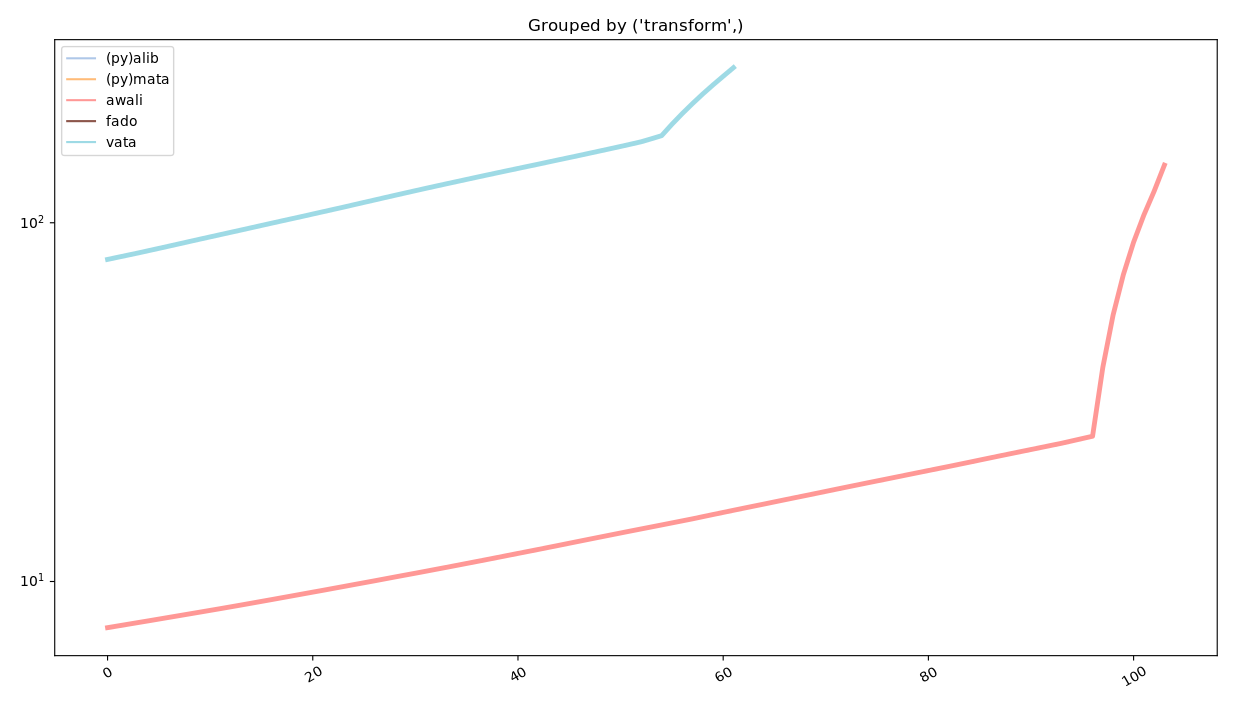 Grouped by ('transform',)
(py)alib
(py)mata
awali
fado
vata
10²
10¹
0 20 40 60 80 100